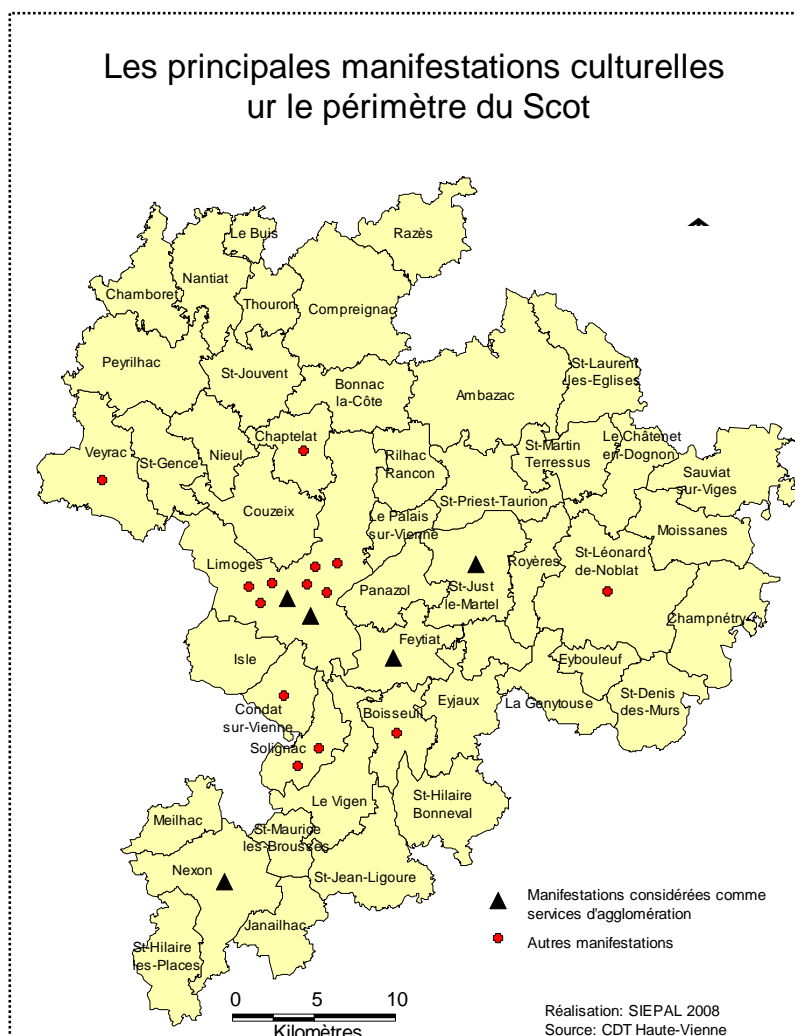 Les principales manifestations culturelles
ur le périmètre du Scot
Le Buis
Razès
Nantiat
Chamboret
Thouron
Compreignac
Peyrilhac
St-Jouvent
St-Laurent
les-Eglises
Bonnac
la-Côte
Ambazac
Chaptelat
Veyrac
St-Gence
Nieul
Rilhac
Rancon
St-Martin
Terressus
Le Châtenet
en-Dognon
Sauviat
sur-Viges
Couzeix
St-Priest-Taurion
Le Palais
sur-Vienne
Moissanes
Limoges
Royères
St-Léonard
de-Noblat
Panazol
St-Just
le-Martel
Champnétry
Feytiat
Isle
Eybouleuf
Condat
sur-Vienne
Boisseuil
Eyjaux
La Genytouse
St-Denis
des-Murs
Solignac
Le Vigen
St-Hilaire
Bonneval
Meilhac
St-Maurice
les-Brousses
Nexon
St-Jean-Ligoure
Janailhac
St-Hilaire
les-Places
Manifestations considérées comme
services d'agglomération
Autres manifestations
0 5 10
Kilomètres
Réalisation: SIEPAL 2008
Source: CDT Haute-Vienne